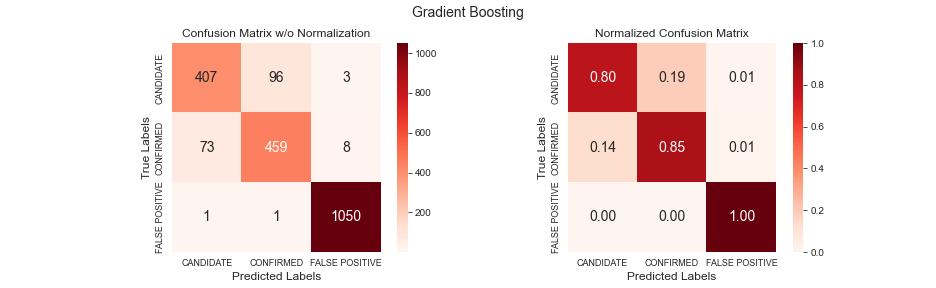 Gradient Boosting
Confusion Matrix w/o Normalization
True Labels
CANDIDATE
CONFIRMED
FALSE POSITIVE
407 96 3
73 459 8
1 1 1050
CANDIDATE CONFIRMED FALSE POSITIVE
Predicted Labels
1000
800
600
400
200
Normalized Confusion Matrix
True Labels
CANDIDATE
CONFIRMED
FALSE POSITIVE
0.80 0.19 0.01
0.14 0.85 0.01
0.00 0.00 1.00
CANDIDATE CONFIRMED FALSE POSITIVE
Predicted Labels
1.0
0.8
0.6
0.4
0.2
0.0